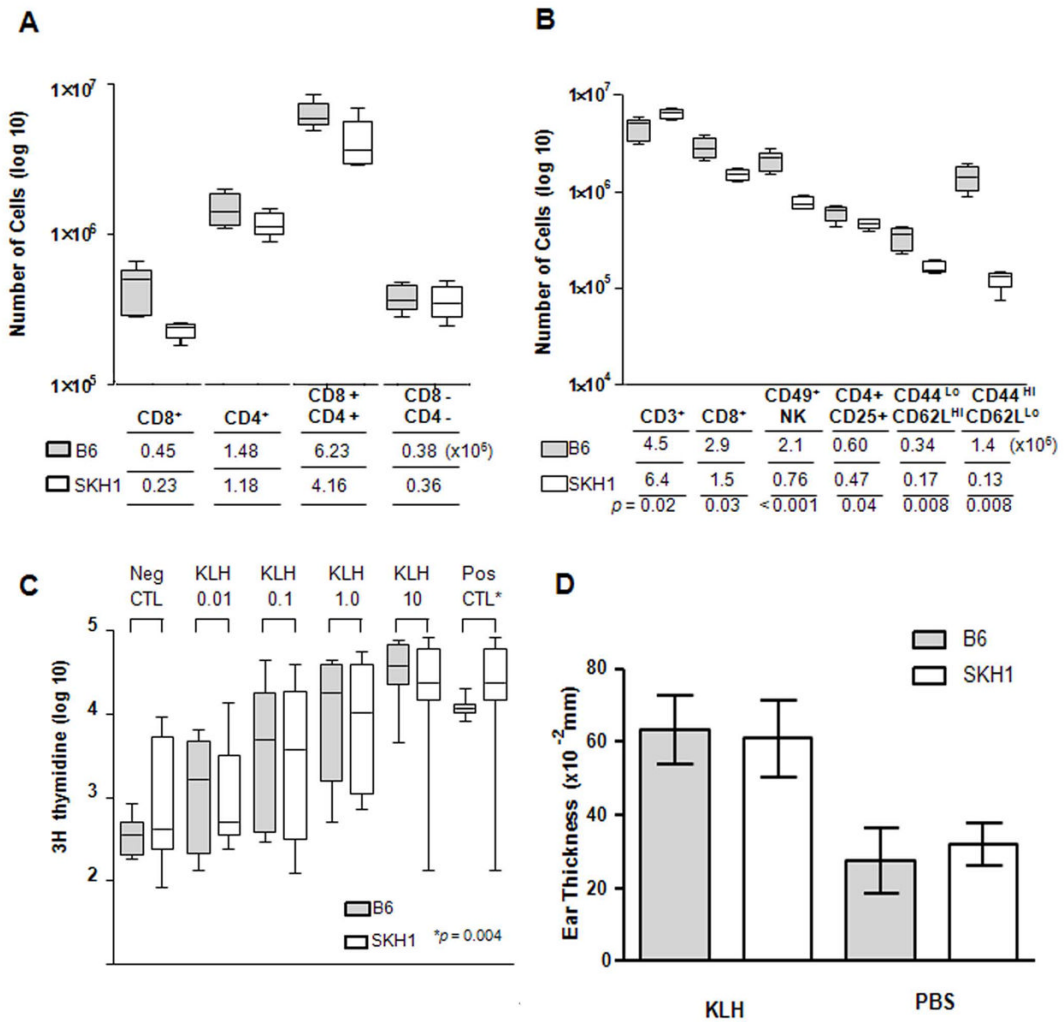 A
Number of Cells (log 10)
1×10⁷
1×10⁶
1×10⁵
CD8⁺ CD4⁺ CD8 + CD4 + CD8 - CD4 -
B6 0.45 1.48 6.23 0.38 (x10⁶)
SKH1 0.23 1.18 4.16 0.36
B
Number of Cells (log 10)
1×10⁷
1×10⁶
1×10⁵
1×10⁴
CD3⁺ CD8⁺ CD49⁺ NK CD4+ CD25+ CD44 ᴸᵒ CD62Lᴴᴵ CD44 ᴴᴵ CD62Lᴸᵒ
B6 4.5 2.9 2.1 0.60 0.34 1.4 (x10⁶)
SKH1 6.4 1.5 0.76 0.47 0.17 0.13
p = 0.02 0.03 <0.001 0.04 0.008 0.008
C
Neg CTL KLH 0.01 KLH 0.1 KLH 1.0 KLH 10 Pos CTL*
3H thymidine (log 10)
5
4
3
2
B6
SKH1
*p = 0.004
D
B6
SKH1
Ear Thickness (x10⁻²mm)
80
60
40
20
0
KLH PBS